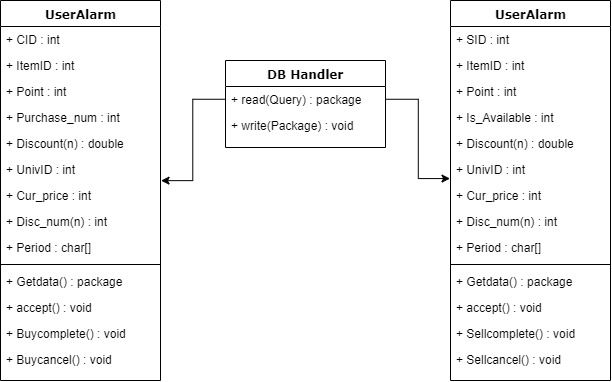 UserAlarm
+ CID : int
+ ItemID : int
+ Point : int
+ Purchase_num : int
+ Discount(n) : double
+ UnivID : int
+ Cur_price : int
+ Disc_num(n) : int
+ Period : char[]
+ Getdata() : package
+ accept() : void
+ Buycomplete() : void
+ Buycancel() : void
DB Handler
+ read(Query) : package
+ write(Package) : void
UserAlarm
+ SID : int
+ ItemID : int
+ Point : int
+ Is_Available : int
+ Discount(n) : double
+ UnivID : int
+ Cur_price : int
+ Disc_num(n) : int
+ Period : char[]
+ Getdata() : package
+ accept() : void
+ Sellcomplete() : void
+ Sellcancel() : void